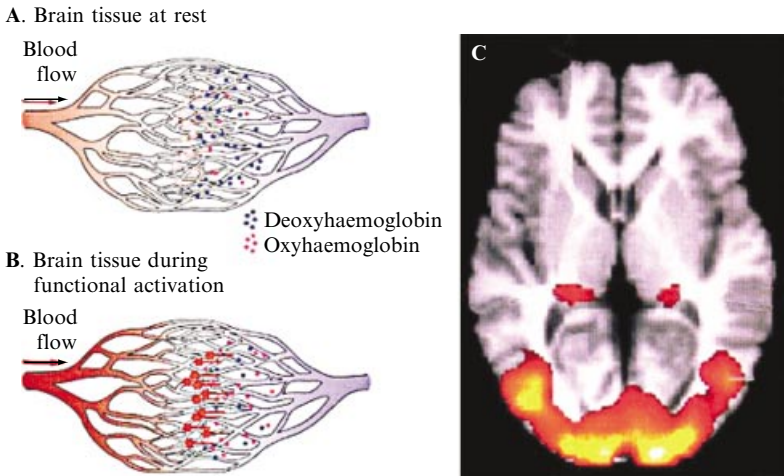 A. Brain tissue at rest
Blood
flow
Deoxyhaemoglobin
Oxyhaemoglobin
B. Brain tissue during
functional activation
Blood
flow
C